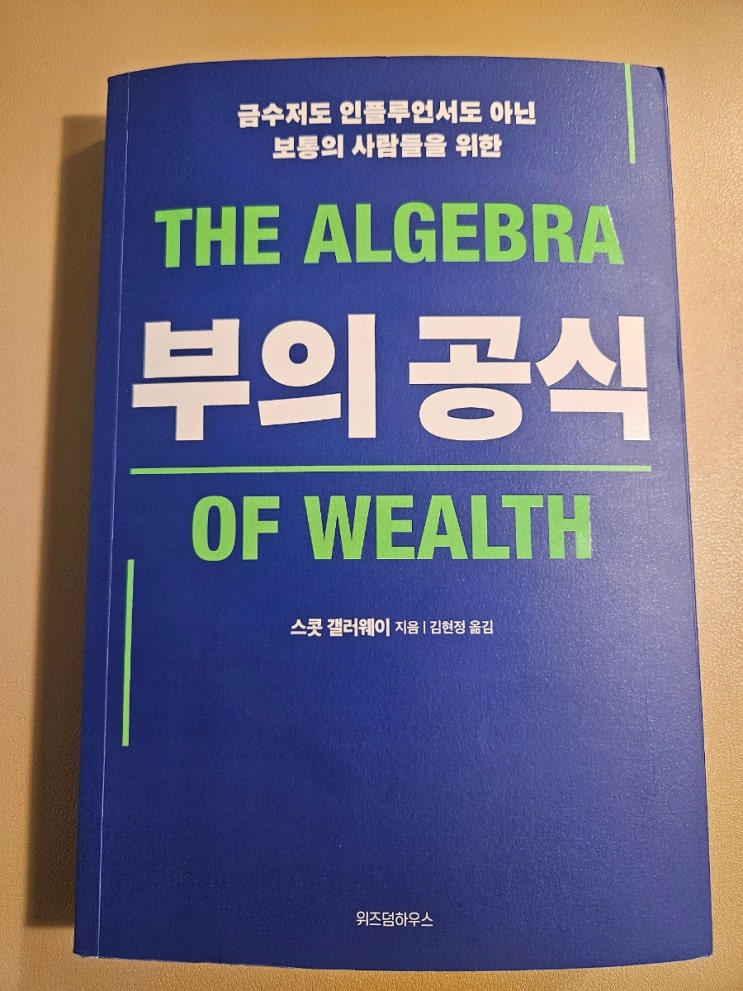 금수저도 인플루언서도 아닌
보통의 사람들을 위한
THE ALGEBRA
부의 공식
OF WEALTH
스콧 갤러웨이 지음 | 김현정 옮김
위즈덤하우스